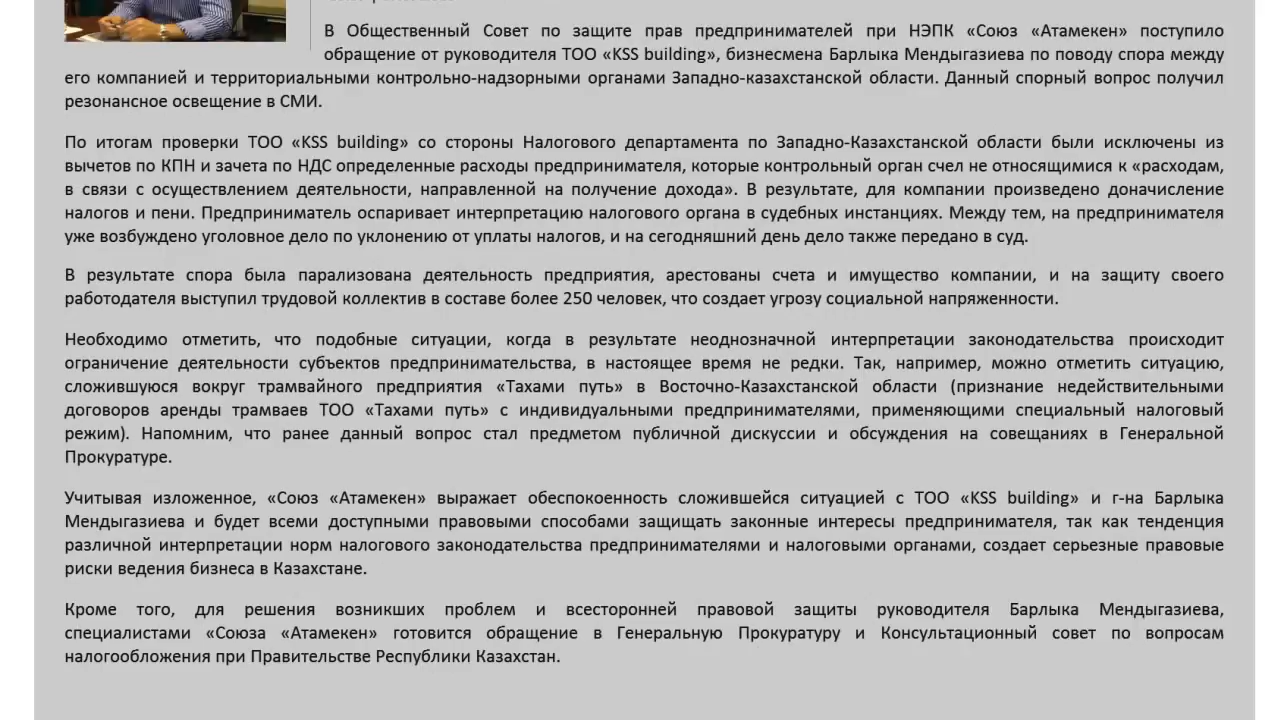 В Общественный Совет по защите прав предпринимателей при НЭПК «Союз «Атамекен» поступило
обращение от руководителя ТОО «KSS building», бизнесмена Барлыка Мендыгазиева по поводу спора между
его компанией и территориальными контрольно-надзорными органами Западно-казахстанской области. Данный спорный вопрос получил
резонансное освещение в СМИ.
По итогам проверки ТОО «KSS building» со стороны Налогового департамента по Западно-Казахстанской области были исключены из
вычетов по КПН и зачета по НДС определенные расходы предпринимателя, которые контрольный орган счел не относящимися к «расходам,
в связи с осуществлением деятельности, направленной на получение дохода». В результате, для компании произведено доначисление
налогов и пени. Предприниматель оспаривает интерпретацию налогового органа в судебных инстанциях. Между тем, на предпринимателя
уже возбуждено уголовное дело по уклонению от уплаты налогов, и на сегодняшний день дело также передано в суд.
В результате спора была парализована деятельность предприятия, арестованы счета и имущество компании, и на защиту своего
работодателя выступил трудовой коллектив в составе более 250 человек, что создает угрозу социальной напряженности.
Необходимо отметить, что подобные ситуации, когда в результате неоднозначной интерпретации законодательства происходит
ограничение деятельности субъектов предпринимательства, в настоящее время не редки. Так, например, можно отметить ситуацию,
сложившуюся вокруг трамвайного предприятия «Тахами путь» в Восточно-Казахстанской области (признание недействительными
договоров аренды трамваев ТОО «Тахами путь» с индивидуальными предпринимателями, применяющими специальный налоговый
режим). Напомним, что ранее данный вопрос стал предметом публичной дискуссии и обсуждения на совещаниях в Генеральной
Прокуратуре.
Учитывая изложенное, «Союз «Атамекен» выражает обеспокоенность сложившейся ситуацией с ТОО «KSS building» и г-на Барлыка
Мендыгазиева и будет всеми доступными правовыми способами защищать законные интересы предпринимателя, так как тенденция
различной интерпретации норм налогового законодательства предпринимателями и налоговыми органами, создает серьезные правовые
риски ведения бизнеса в Казахстане.
Кроме того, для решения возникших проблем и всесторонней правовой защиты руководителя Барлыка Мендыгазиева,
специалистами «Союза «Атамекен» готовится обращение в Генеральную Прокуратуру и Консультационный совет по вопросам
налогообложения при Правительстве Республики Казахстан.